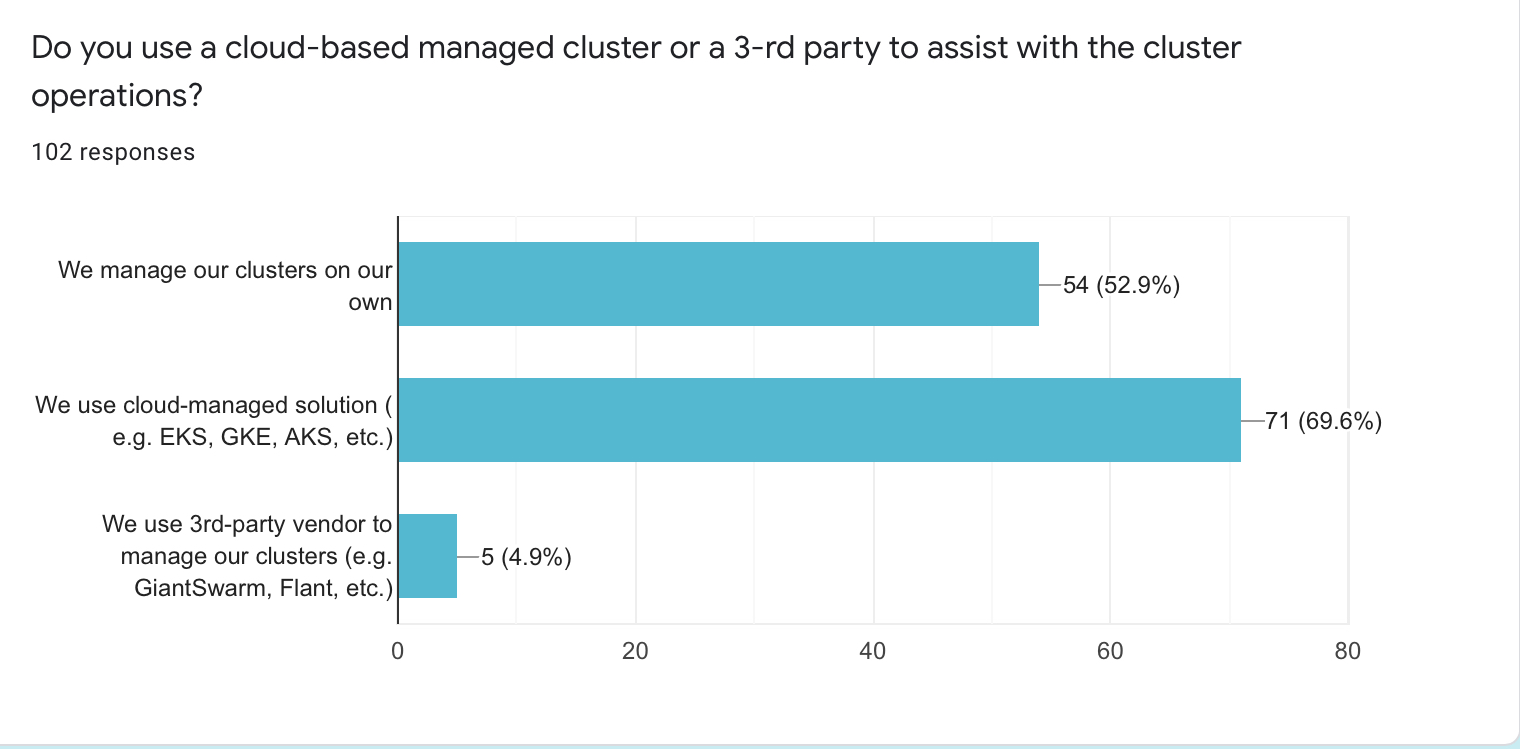 Do you use a cloud-based managed cluster or a 3-rd party to assist with the cluster
operations?
102 responses
We manage our clusters on our
own
54 (52.9%)
We use cloud-managed solution (
e.g. EKS, GKE, AKS, etc.)
71 (69.6%)
We use 3rd-party vendor to
manage our clusters (e.g.
GiantSwarm, Flant, etc.)
5 (4.9%)
0 20 40 60 80